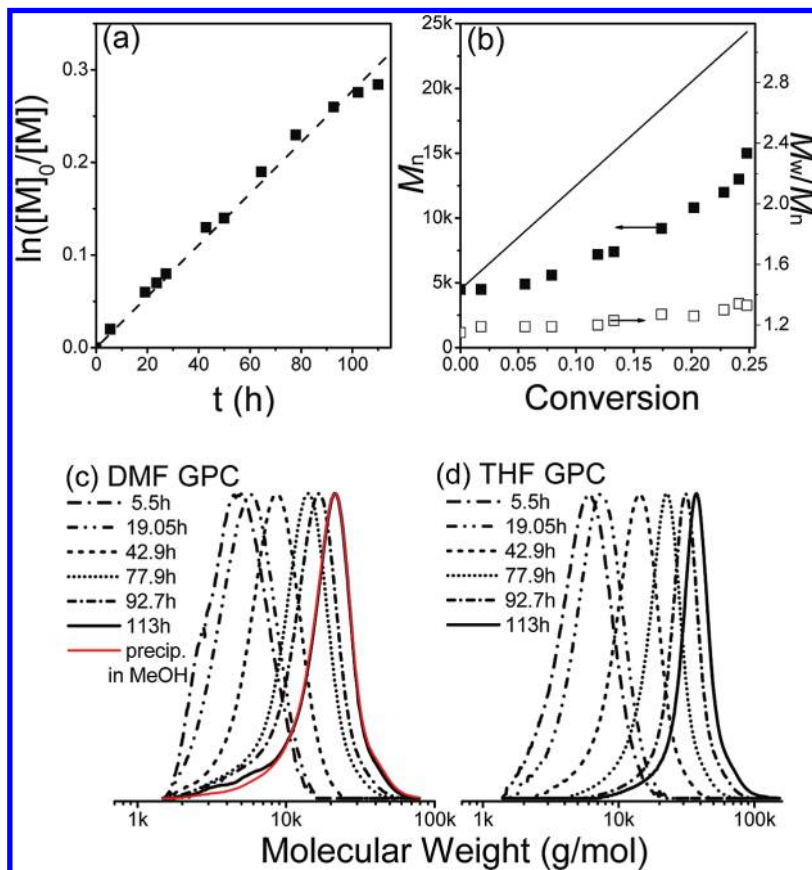 (a)
ln([M]0/[M])
0.3
0.2
0.1
0.0
0 20 40 60 80 100
t (h)
(b)
Mn
25k
20k
15k
10k
5k
0
2.8
2.4
2.0
1.6
1.2
Mw/Mn
0.00 0.05 0.10 0.15 0.20 0.25
Conversion
(c) DMF GPC
5.5h
19.05h
42.9h
77.9h
92.7h
113h
precip.
in MeOH
1k 10k 100k
(d) THF GPC
5.5h
19.05h
42.9h
77.9h
92.7h
113h
1k 10k 100k
Molecular Weight (g/mol)